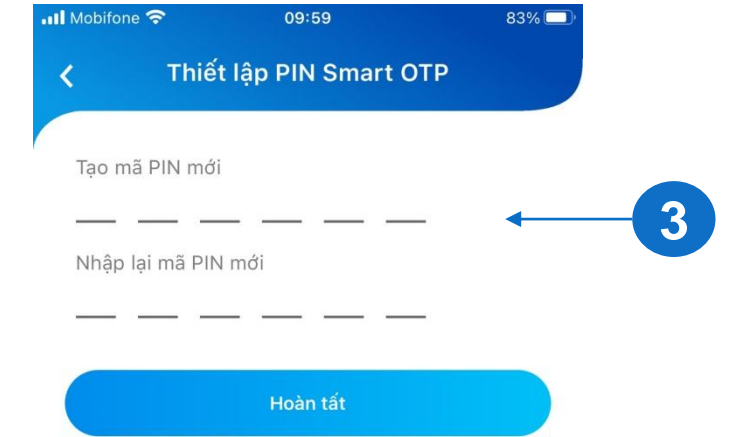 Mobifone 09:59 83%
Thiết lập PIN Smart OTP
Tạo mã PIN mới
3
Nhập lại mã PIN mới
Hoàn tất